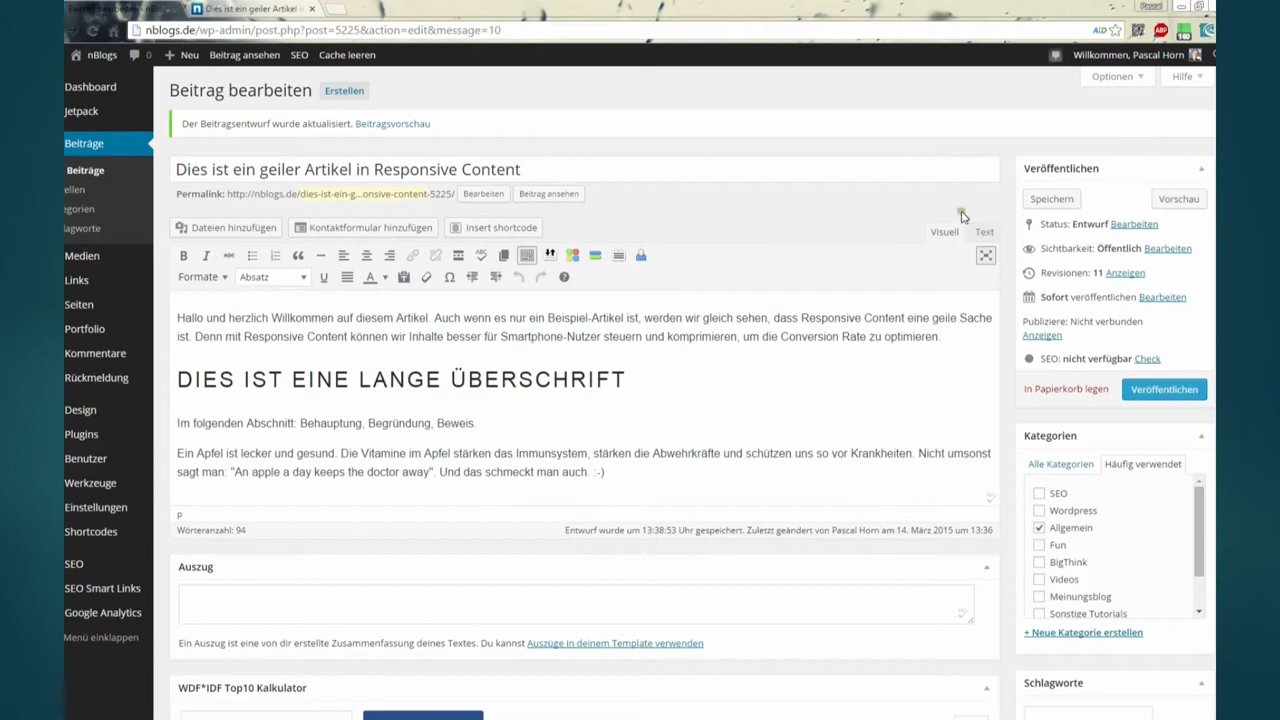 Dies ist ein geiler Artikel in
Pascal
nblogs.de/wp-admin/post.php?post=5225&action=edit&message=10
ABP
nBlogs
0
Neu
Beitrag ansehen
SEO
Cache leeren
Willkommen, Pascal Horn
Dashboard
Jetpack
Beiträge
Beiträge
ellen
egorien
lagworte
Medien
Links
Seiten
Portfolio
Kommentare
Rückmeldung
Design
Plugins
Benutzer
Werkzeuge
Einstellungen
Shortcodes
SEO
SEO Smart Links
Google Analytics
Menü einklappen
Optionen
Hilfe
Beitrag bearbeiten
Erstellen
Der Beitragsentwurf wurde aktualisiert. Beitragsvorschau
Dies ist ein geiler Artikel in Responsive Content
Permalink: http://nblogs.de/dies-ist-ein-g...onsive-content-5225/ Bearbeiten Beitrag ansehen
Dateien hinzufügen
Kontaktformular hinzufügen
Insert shortcode
Visuell
Text
B I ABC
Formate
Absatz
U
A
Ω
Hallo und herzlich Willkommen auf diesem Artikel. Auch wenn es nur ein Beispiel-Artikel ist, werden wir gleich sehen, dass Responsive Content eine geile Sache
ist. Denn mit Responsive Content können wir Inhalte besser für Smartphone-Nutzer steuern und komprimieren, um die Conversion Rate zu optimieren.
DIES IST EINE LANGE ÜBERSCHRIFT
Im folgenden Abschnitt: Behauptung, Begründung, Beweis.
Ein Apfel ist lecker und gesund. Die Vitamine im Apfel stärken das Immunsystem, stärken die Abwehrkräfte und schützen uns so vor Krankheiten. Nicht umsonst
sagt man: "An apple a day keeps the doctor away". Und das schmeckt man auch. :-)
p
Wörteranzahl: 94
Entwurf wurde um 13:38:53 Uhr gespeichert. Zuletzt geändert von Pascal Horn am 14. März 2015 um 13:36
Auszug
Ein Auszug ist eine von dir erstellte Zusammenfassung deines Textes. Du kannst Auszüge in deinem Template verwenden
WDF*IDF Top10 Kalkulator
Veröffentlichen
Speichern
Vorschau
Status: Entwurf Bearbeiten
Sichtbarkeit: Öffentlich Bearbeiten
Revisionen: 11 Anzeigen
Sofort veröffentlichen Bearbeiten
Publiziere: Nicht verbunden
Anzeigen
SEO: nicht verfügbar Check
In Papierkorb legen
Veröffentlichen
Kategorien
Alle Kategorien
Häufig verwendet
SEO
Wordpress
Allgemein
Fun
BigThink
Videos
Meinungsblog
Sonstige Tutorials
+ Neue Kategorie erstellen
Schlagworte